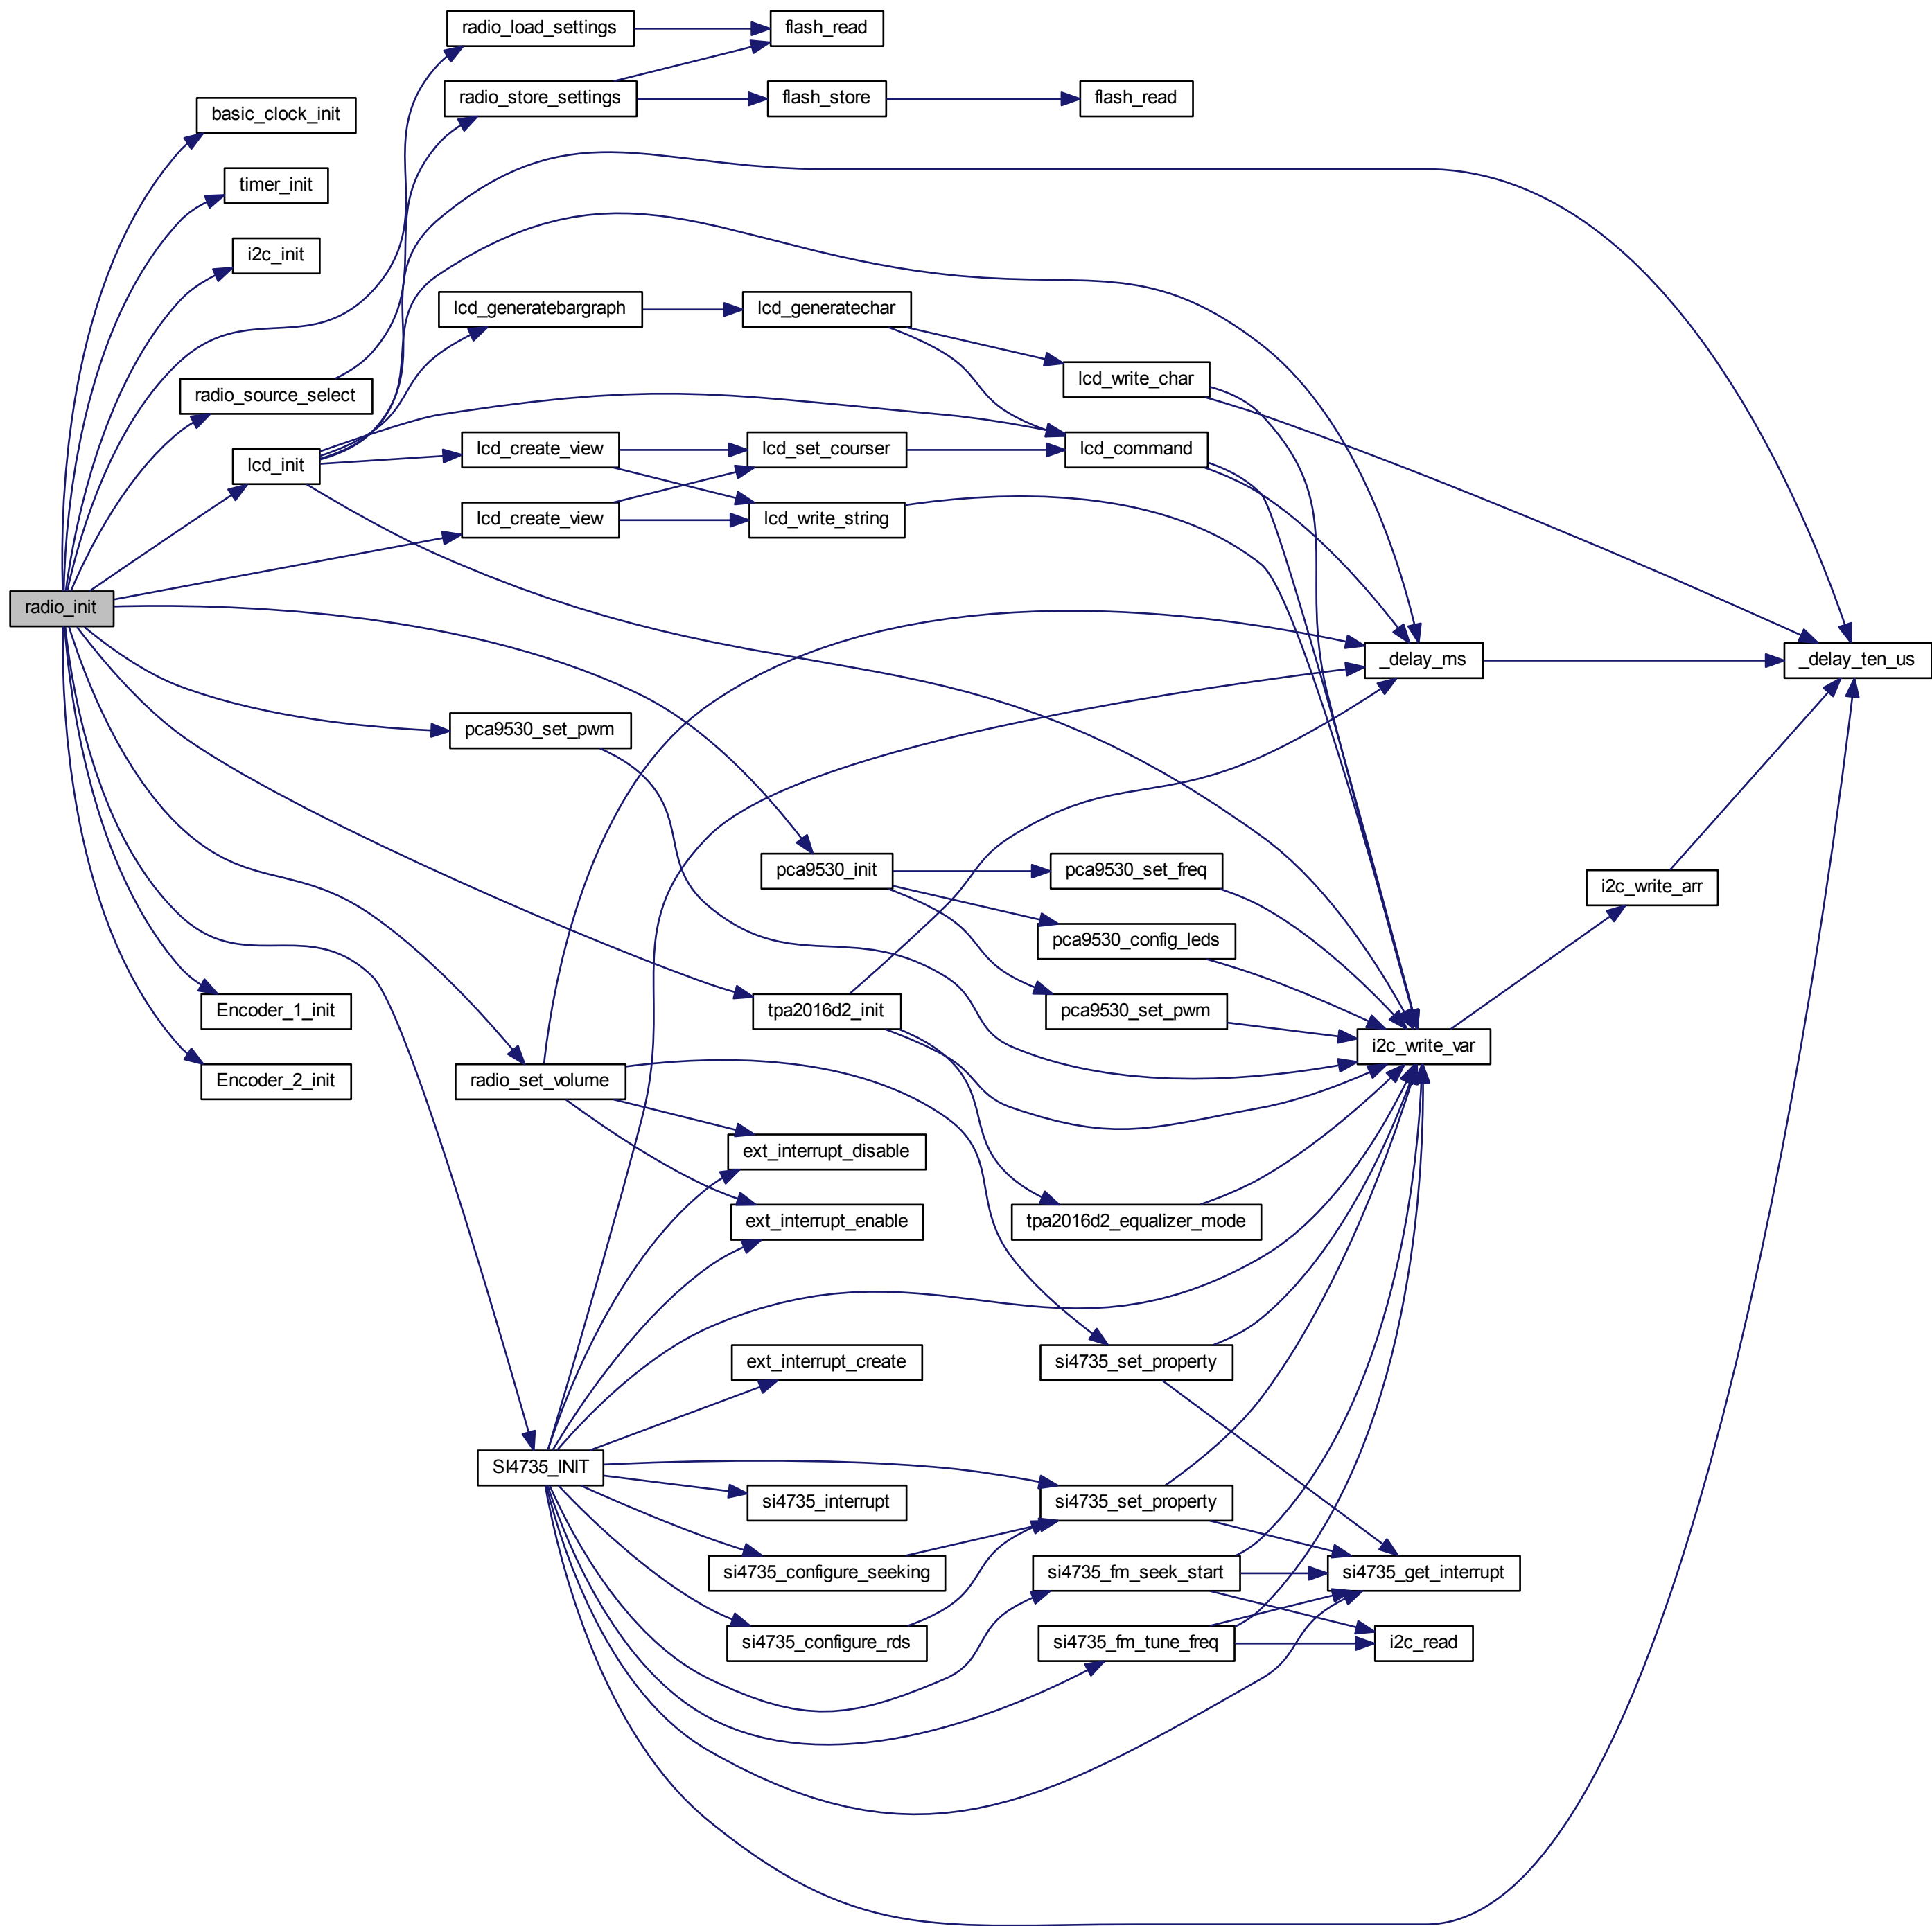 radio_load_settings
flash_read
radio_store_settings
flash_store
flash_read
basic_clock_init
timer_init
i2c_init
lcd_generatebargraph
lcd_generatechar
lcd_write_char
radio_source_select
lcd_init
lcd_create_view
lcd_set_courser
lcd_command
lcd_create_view
lcd_write_string
radio_init
_delay_ms
_delay_ten_us
pca9530_set_pwm
pca9530_init
pca9530_set_freq
i2c_write_arr
pca9530_config_leds
Encoder_1_init
tpa2016d2_init
pca9530_set_pwm
i2c_write_var
Encoder_2_init
radio_set_volume
ext_interrupt_disable
ext_interrupt_enable
tpa2016d2_equalizer_mode
ext_interrupt_create
si4735_set_property
SI4735_INIT
si4735_interrupt
si4735_set_property
si4735_configure_seeking
si4735_fm_seek_start
si4735_get_interrupt
si4735_configure_rds
si4735_fm_tune_freq
i2c_read